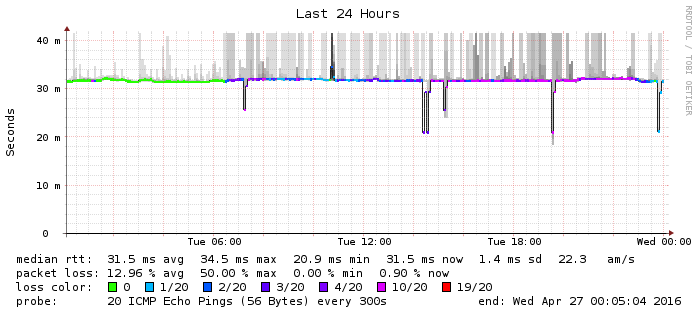 Last 24 Hours
RRDTOOL / TOBI OETIKER
Seconds
40 m
30 m
20 m
10 m
0
Tue 06:00 Tue 12:00 Tue 18:00 Wed 00:00
median rtt: 31.5 ms avg 34.5 ms max 20.9 ms min 31.5 ms now 1.4 ms sd 22.3 am/s
packet loss: 12.96 % avg 50.00 % max 0.00 % min 0.90 % now
loss color: 0 1/20 2/20 3/20 4/20 10/20 19/20
probe: 20 ICMP Echo Pings (56 Bytes) every 300s end: Wed Apr 27 00:05:04 2016